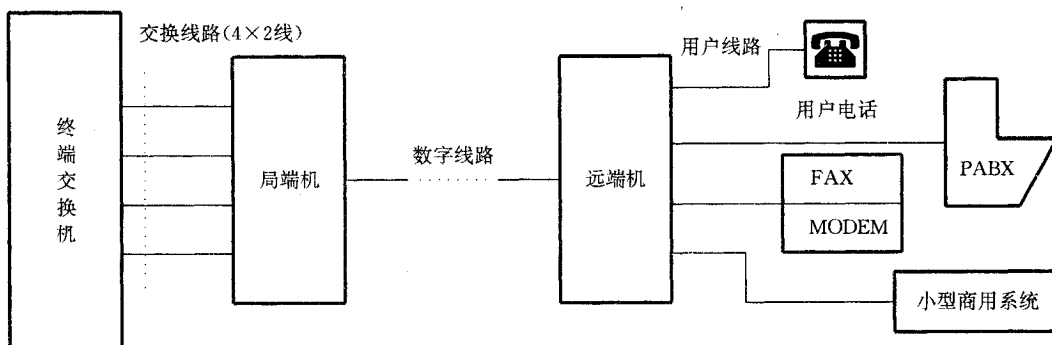 交换线路(4×2线)
终端交换机
局端机
数字线路
远端机
用户线路
用户电话
PABX
FAX
MODEM
小型商用系统